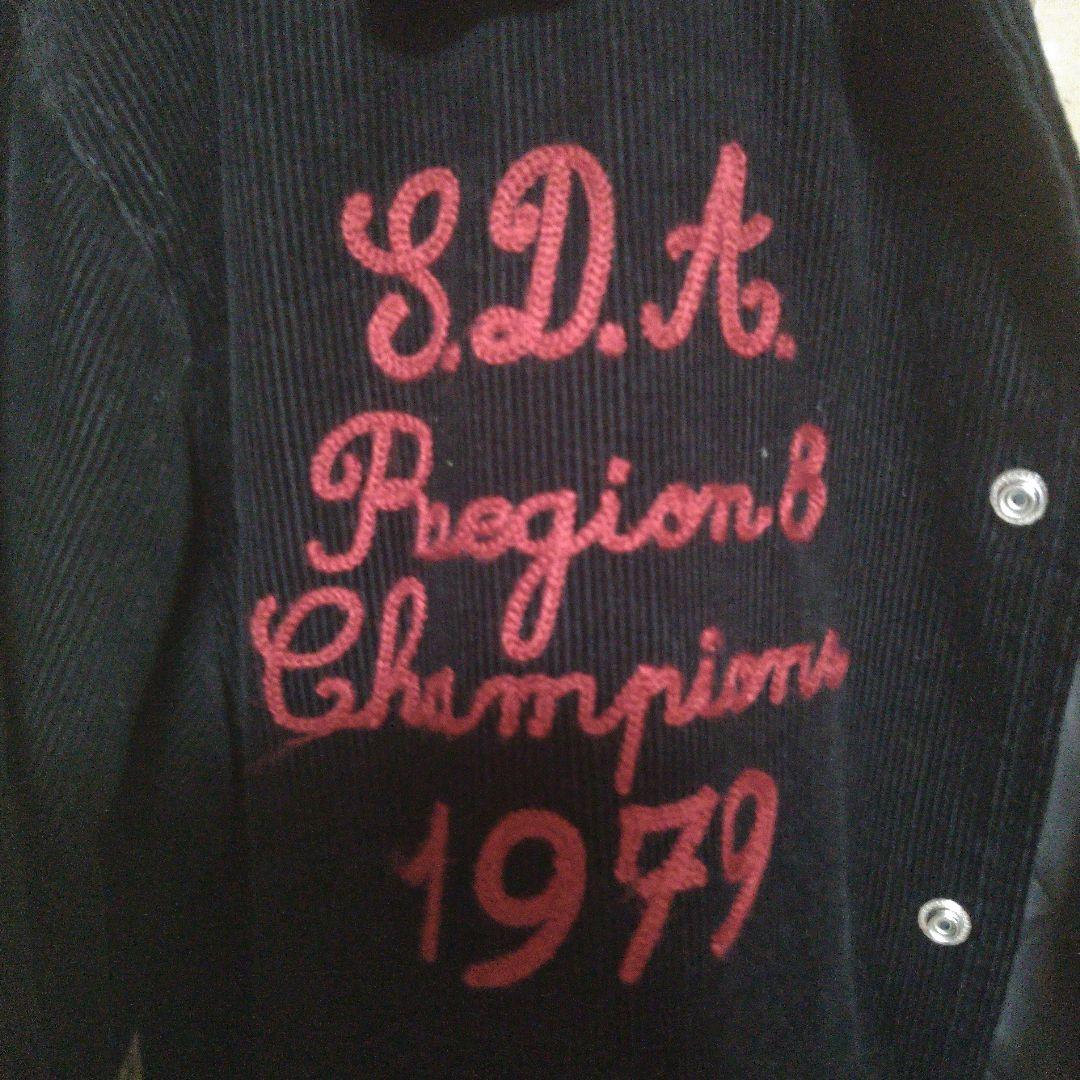 S.D.A.
Region 8
Champions
1979